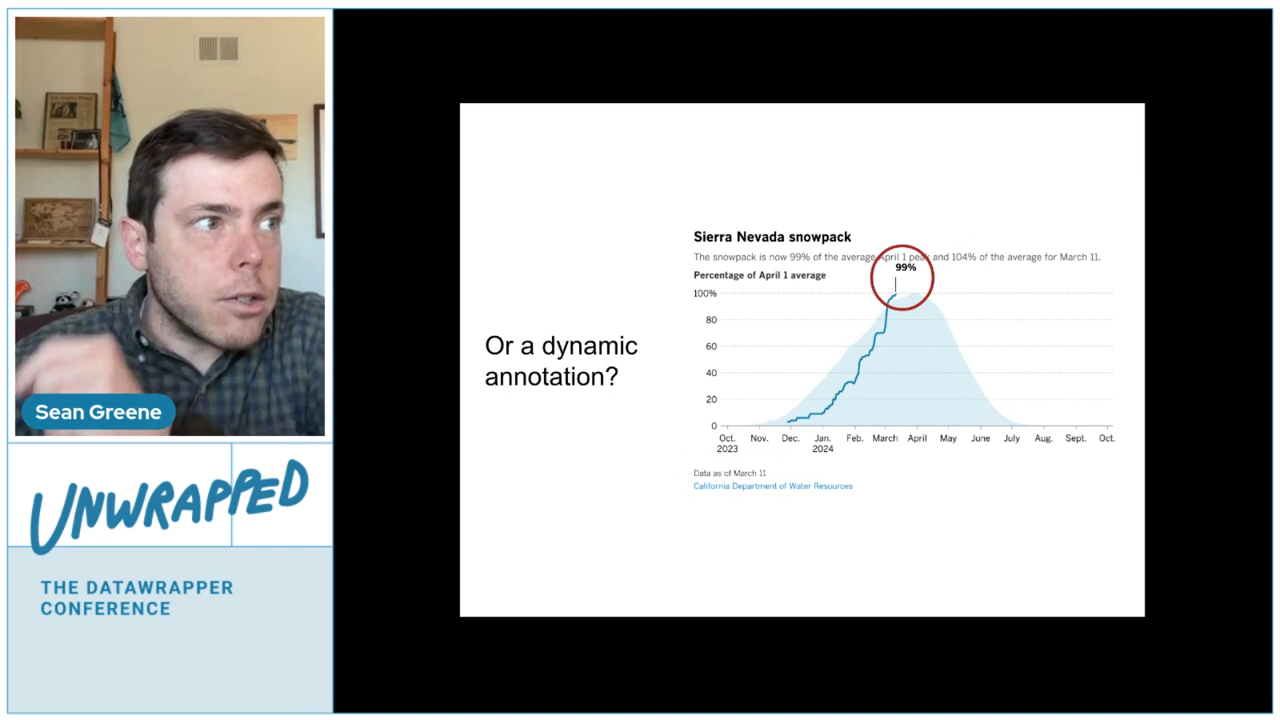 Sean Greene
UNWRAPPED
THE DATAWRAPPER
CONFERENCE
Or a dynamic
annotation?
Sierra Nevada snowpack
The snowpack is now 99% of the average April 1 peak and 104% of the average for March 11.
99%
Percentage of April 1 average
100%
80
60
40
20
0
Oct. Nov. Dec. Jan. Feb. March April May June July Aug. Sept. Oct.
2023 2024
Data as of March 11
California Department of Water Resources